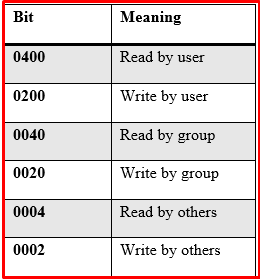 Bit Meaning
0400 Read by user
0200 Write by user
0040 Read by group
0020 Write by group
0004 Read by others
0002 Write by others